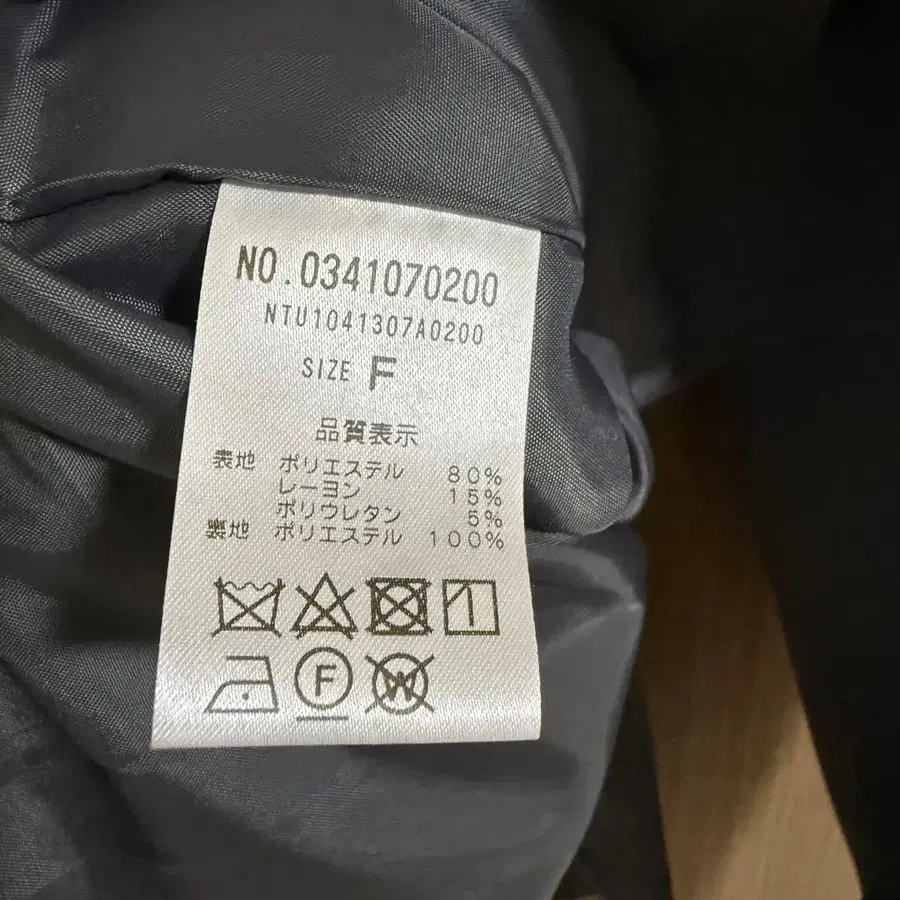 NO.0341070200
NTU1041307A0200
SIZE F
品質表示
表地 ポリエステル 80%
レーヨン 15%
ポリウレタン 5%
裏地 ポリエステル 100%
F W